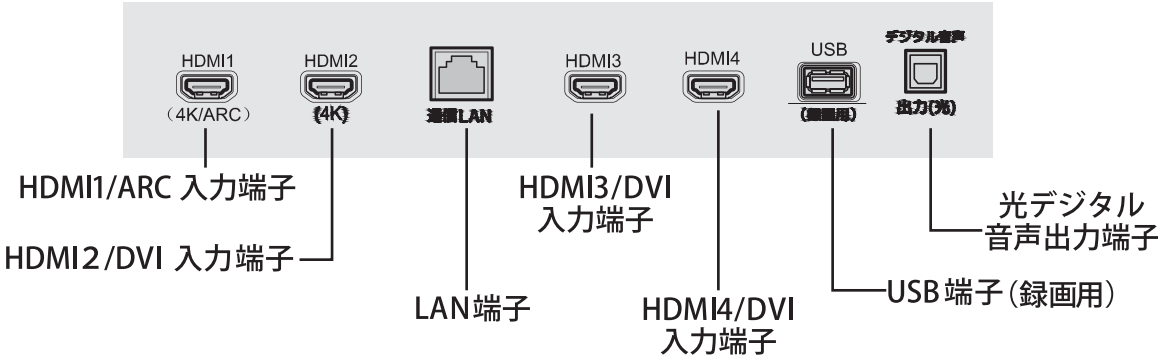 デジタル音声
HDMI1
HDMI2
HDMI3
HDMI4
USB
(4K/ARC)
(4K)
通信LAN
(録画用)
出力(光)
HDMI1/ARC 入力端子
HDMI3/DVI
入力端子
光デジタル
音声出力端子
HDMI2/DVI 入力端子
LAN端子
HDMI4/DVI
入力端子
USB端子(録画用)